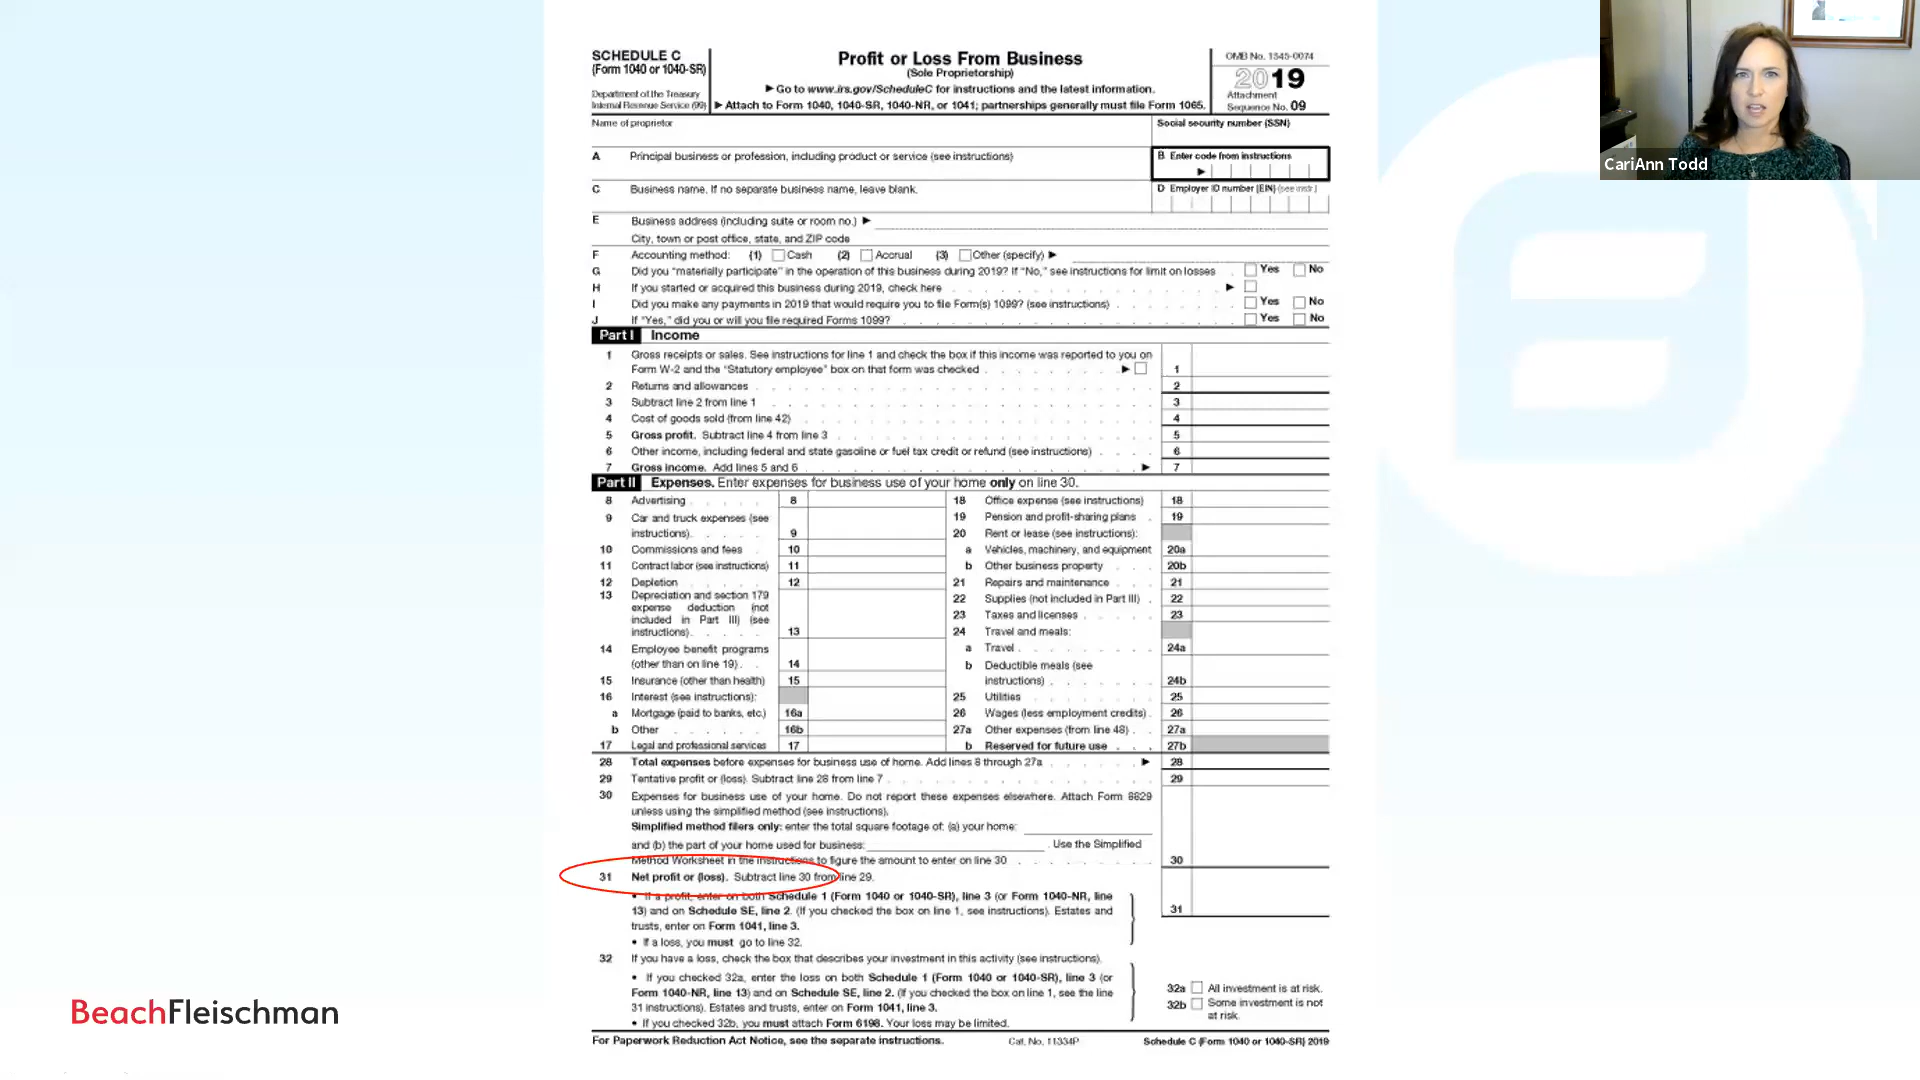 SCHEDULE C
(Form 1040 or 1040-SR)
Department of the Treasury
Internal Revenue Service (99)
Profit or Loss From Business
(Sole Proprietorship)
▶ Go to www.irs.gov/ScheduleC for instructions and the latest information.
▶ Attach to Form 1040, 1040-SR, 1040-NR, or 1041; partnerships generally must file Form 1065.
OMB No. 1545-0074
2019
Attachment
Sequence No. 09
Name of proprietor
Social security number (SSN)
A Principal business or profession, including product or service (see instructions)
B Enter code from instructions
▶
C Business name. If no separate business name, leave blank.
D Employer ID number (EIN) (see instr.)
E Business address (including suite or room no.) ▶
City, town or post office, state, and ZIP code
F Accounting method: (1) Cash (2) Accrual (3) Other (specify) ▶
G Did you "materially participate" in the operation of this business during 2019? If "No," see instructions for limit on losses . Yes No
H If you started or acquired this business during 2019, check here ▶
I Did you make any payments in 2019 that would require you to file Form(s) 1099? (see instructions) Yes No
J If "Yes," did you or will you file required Forms 1099? Yes No
Part I Income
1 Gross receipts or sales. See instructions for line 1 and check the box if this income was reported to you on
Form W-2 and the "Statutory employee" box on that form was checked ▶ 1
2 Returns and allowances 2
3 Subtract line 2 from line 1 3
4 Cost of goods sold (from line 42) 4
5 Gross profit. Subtract line 4 from line 3 5
6 Other income, including federal and state gasoline or fuel tax credit or refund (see instructions) 6
7 Gross income. Add lines 5 and 6 ▶ 7
Part II Expenses. Enter expenses for business use of your home only on line 30.
8 Advertising 8
9 Car and truck expenses (see
instructions). 9
10 Commissions and fees 10
11 Contract labor (see instructions) 11
12 Depletion 12
13 Depreciation and section 179
expense deduction (not
included in Part III) (see
instructions). 13
14 Employee benefit programs
(other than on line 19). 14
15 Insurance (other than health) 15
16 Interest (see instructions):
a Mortgage (paid to banks, etc.) 16a
b Other 16b
17 Legal and professional services 17
18 Office expense (see instructions) 18
19 Pension and profit-sharing plans 19
20 Rent or lease (see instructions):
a Vehicles, machinery, and equipment 20a
b Other business property 20b
21 Repairs and maintenance 21
22 Supplies (not included in Part III) 22
23 Taxes and licenses 23
24 Travel and meals:
a Travel 24a
b Deductible meals (see
instructions) 24b
25 Utilities 25
26 Wages (less employment credits) 26
27a Other expenses (from line 48) 27a
b Reserved for future use 27b
28 Total expenses before expenses for business use of home. Add lines 8 through 27a ▶ 28
29 Tentative profit or (loss). Subtract line 28 from line 7 29
30 Expenses for business use of your home. Do not report these expenses elsewhere. Attach Form 8829
unless using the simplified method (see instructions).
Simplified method filers only: enter the total square footage of: (a) your home:
and (b) the part of your home used for business: . Use the Simplified
Method Worksheet in the instructions to figure the amount to enter on line 30 30
31 Net profit or (loss). Subtract line 30 from line 29.
• If a profit, enter on both Schedule 1 (Form 1040 or 1040-SR), line 3 (or Form 1040-NR, line
13) and on Schedule SE, line 2. (If you checked the box on line 1, see instructions). Estates and
trusts, enter on Form 1041, line 3.
• If a loss, you must go to line 32.
31
32 If you have a loss, check the box that describes your investment in this activity (see instructions).
• If you checked 32a, enter the loss on both Schedule 1 (Form 1040 or 1040-SR), line 3 (or
Form 1040-NR, line 13) and on Schedule SE, line 2. (If you checked the box on line 1, see the line
31 instructions). Estates and trusts, enter on Form 1041, line 3.
• If you checked 32b, you must attach Form 6198. Your loss may be limited.
32a All investment is at risk.
32b Some investment is not
at risk.
For Paperwork Reduction Act Notice, see the separate instructions.
Cat. No. 11334P
Schedule C (Form 1040 or 1040-SR) 2019
CariAnn Todd
BeachFleischman